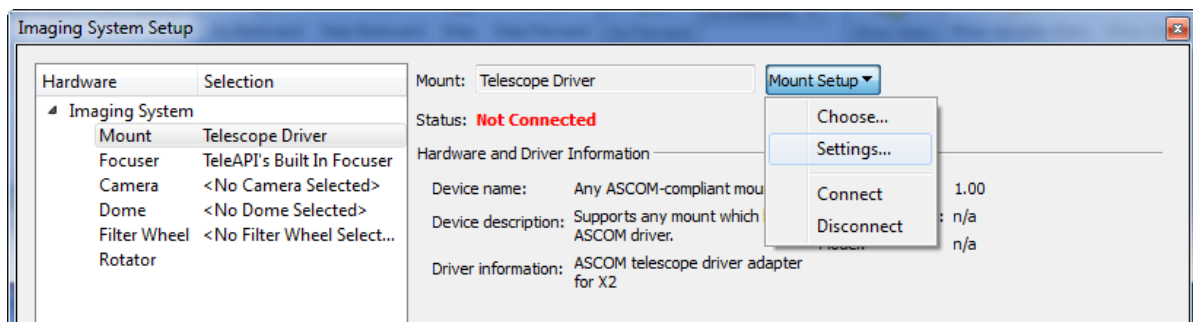 Imaging System Setup
Hardware Selection
Imaging System
Mount Telescope Driver
Focuser TeleAPI's Built In Focuser
Camera <No Camera Selected>
Dome <No Dome Selected>
Filter Wheel <No Filter Wheel Select...
Rotator
Mount: Telescope Driver Mount Setup
Status: Not Connected
Choose...
Settings...
Connect
Disconnect
Hardware and Driver Information
Device name: Any ASCOM-compliant mou 1.00
Device description: Supports any mount which : n/a
ASCOM driver.
n/a
Driver information: ASCOM telescope driver adapter
for X2